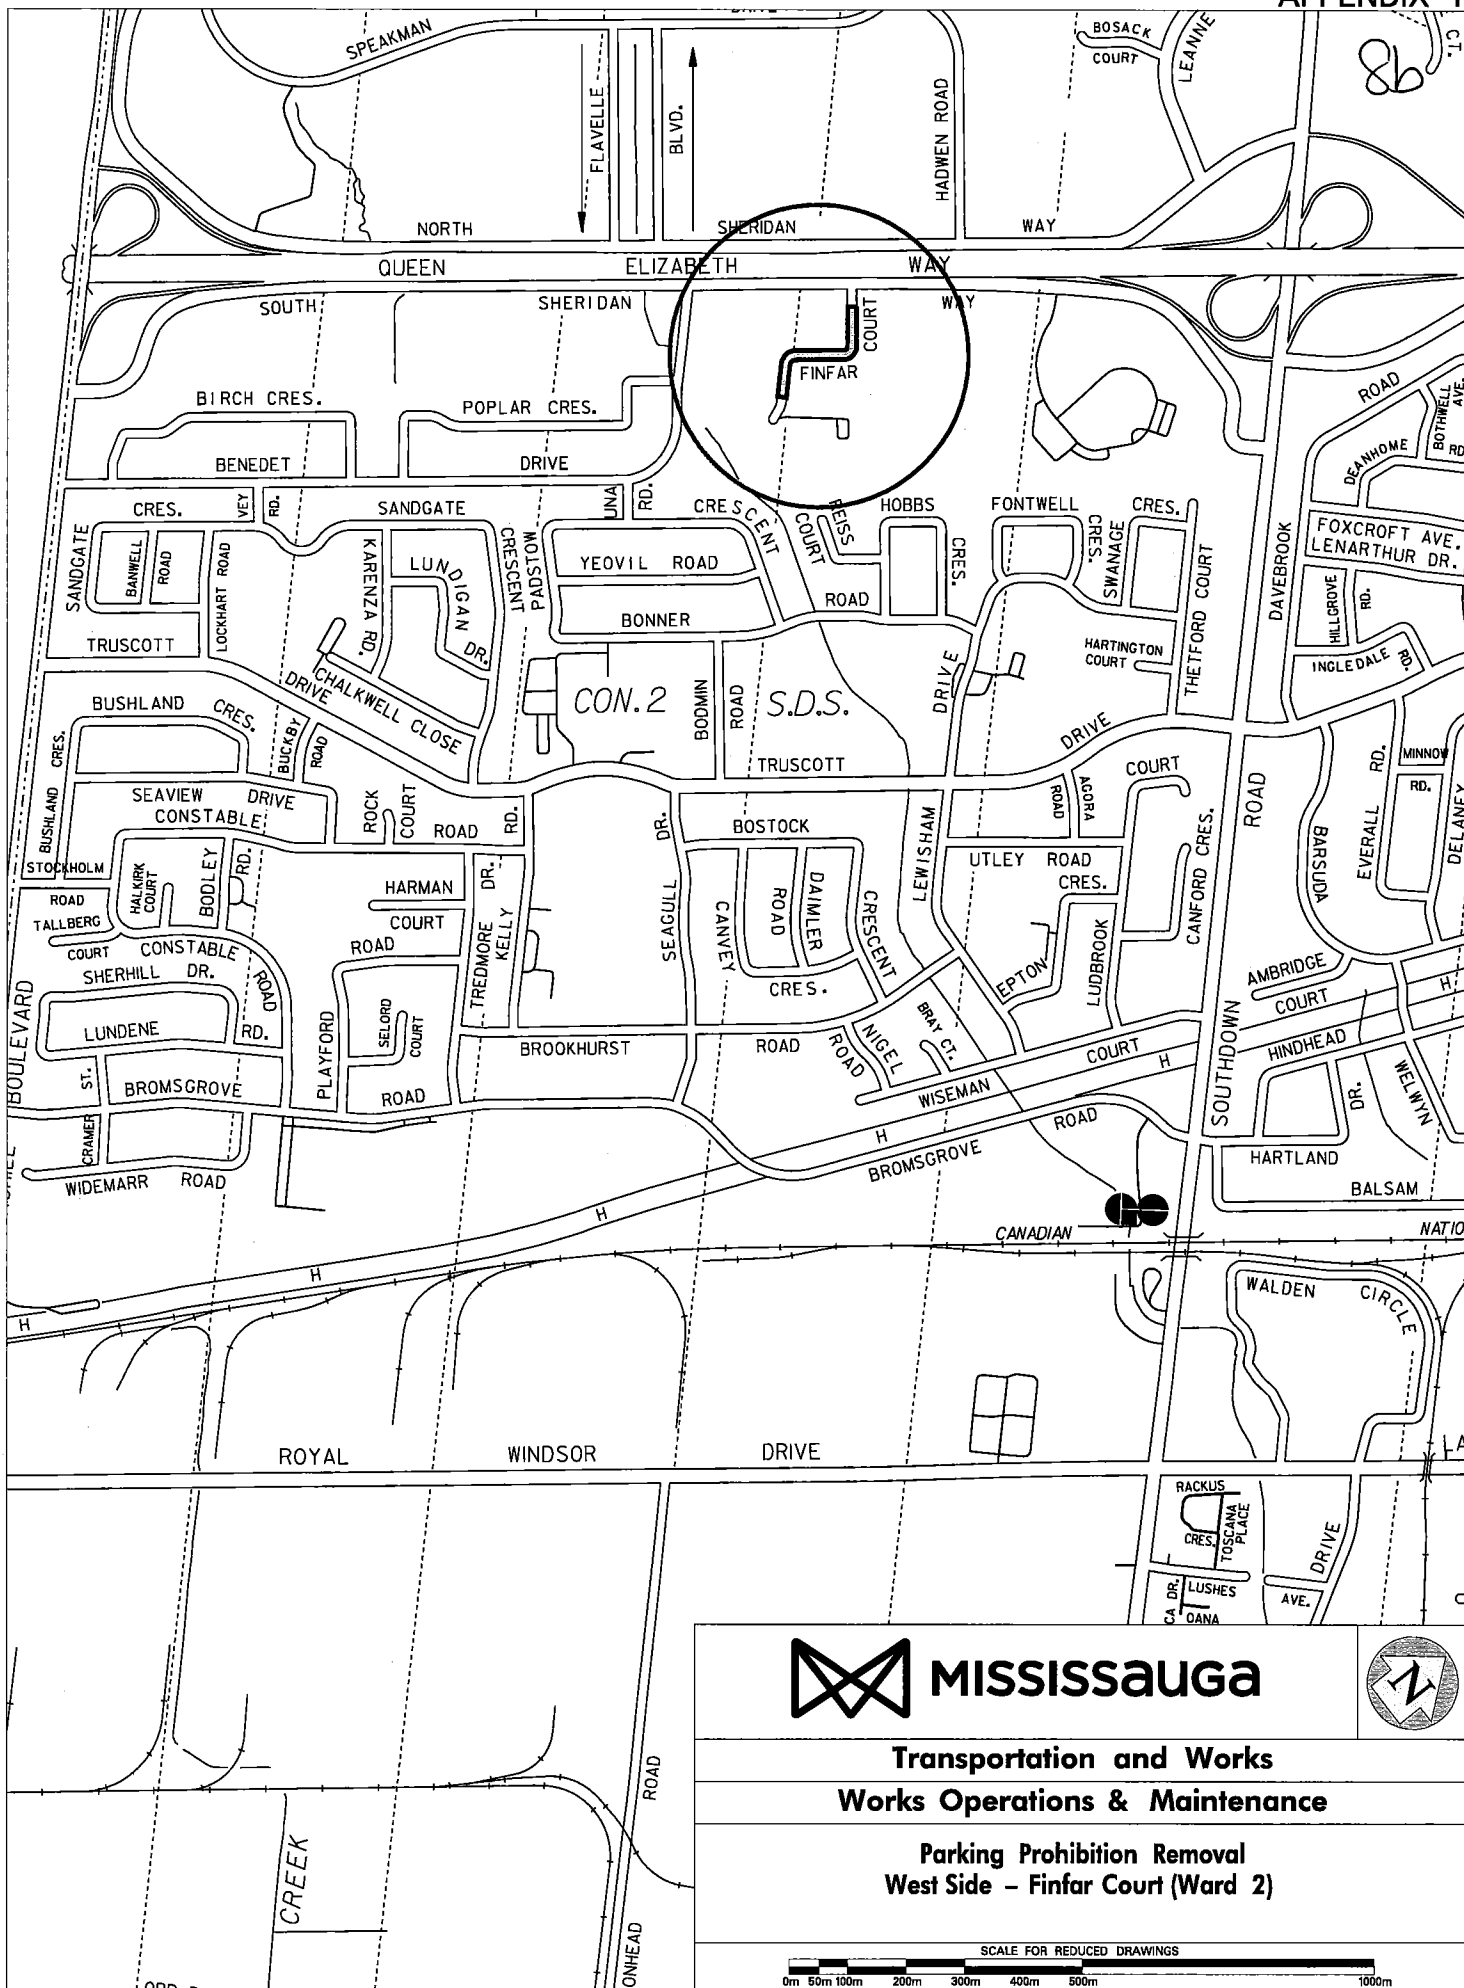 SPEAKMAN
FLAVELLE
BLVD.
HADWEN ROAD
BOSACK
COURT
LEANNE
CT.
8b
NORTH
SHERIDAN
WAY
QUEEN
ELIZABETH
WAY
SOUTH
SHERIDAN
WAY
FINFAR
COURT
BIRCH CRES.
POPLAR CRES.
BENEDET
DRIVE
ROAD
BOTHWELL
AVE.
DEANHOME
RD
SANDGATE
CRES.
VEY
RD.
SANDGATE
UNA
RD.
CRESCENT
REISS
COURT
HOBBS
CRES.
FONTWELL
CRES.
SWANAGE
CRES.
FOXCROFT AVE.
LENARTHUR DR.
BANWELL
ROAD
LOCKHART ROAD
KARENZA RD.
LUNDIGAN
DR.
CRESCENT
PADSTOW
YEOVIL ROAD
BONNER
ROAD
THETFORD COURT
DAVEBROOK
HILLGROVE
RD.
INGLEDALE
RD.
TRUSCOTT
DRIVE
CHALKWELL CLOSE
CON. 2
BODMIN
ROAD
S.D.S.
DRIVE
HARTINGTON
COURT
BUSHLAND
CRES.
BUCKBY
ROAD
BUSHLAND
CRES.
TRUSCOTT
DRIVE
SEAVIEW
DRIVE
CONSTABLE
ROAD
ROCK
COURT
RD.
AGORA
ROAD
COURT
ROAD
MINNOW
RD.
EVERALL
RD.
DELANEY
BARSUDA
STOCKHOLM
ROAD
HALKIRK
COURT
BODLEY
RD.
HARMAN
COURT
TREDMORE
DR.
KELLY
SEAGULL
DR.
BOSTOCK
CRESCENT
CANVEY
CRES.
DAIMLER
ROAD
LEWISHAM
UTLEY ROAD
CRES.
CANFORD CRES.
LUDBROOK
EPTON
TALLBERG
COURT
CONSTABLE
ROAD
SHERHILL DR.
LUNDENE
RD.
ROAD
PLAYFORD
SELORD
COURT
BROOKHURST
ROAD
NIGEL
ROAD
BRAY CT.
WISEMAN
COURT
AMBRIDGE
COURT
HINDHEAD
H
H
H
H
H
H
BOULEVARD
ST.
CRAMER
BROMSGROVE
ROAD
WIDEMARR
ROAD
BROMSGROVE
ROAD
SOUTHDOWN
DR.
WELWYN
HARTLAND
BALSAM
CANADIAN
NATIO
WALDEN
CIRCLE
ROYAL
WINDSOR
DRIVE
LA
RACKUS
CRES.
TOSCANA
PLACE
LUSHES
AVE.
DRIVE
CA DR.
OANA
ROAD
ONHEAD
CREEK
MISSISSAUGA
N
Transportation and Works
Works Operations & Maintenance
Parking Prohibition Removal
West Side – Finfar Court (Ward 2)
SCALE FOR REDUCED DRAWINGS
0m 50m 100m 200m 300m 400m 500m 1000m